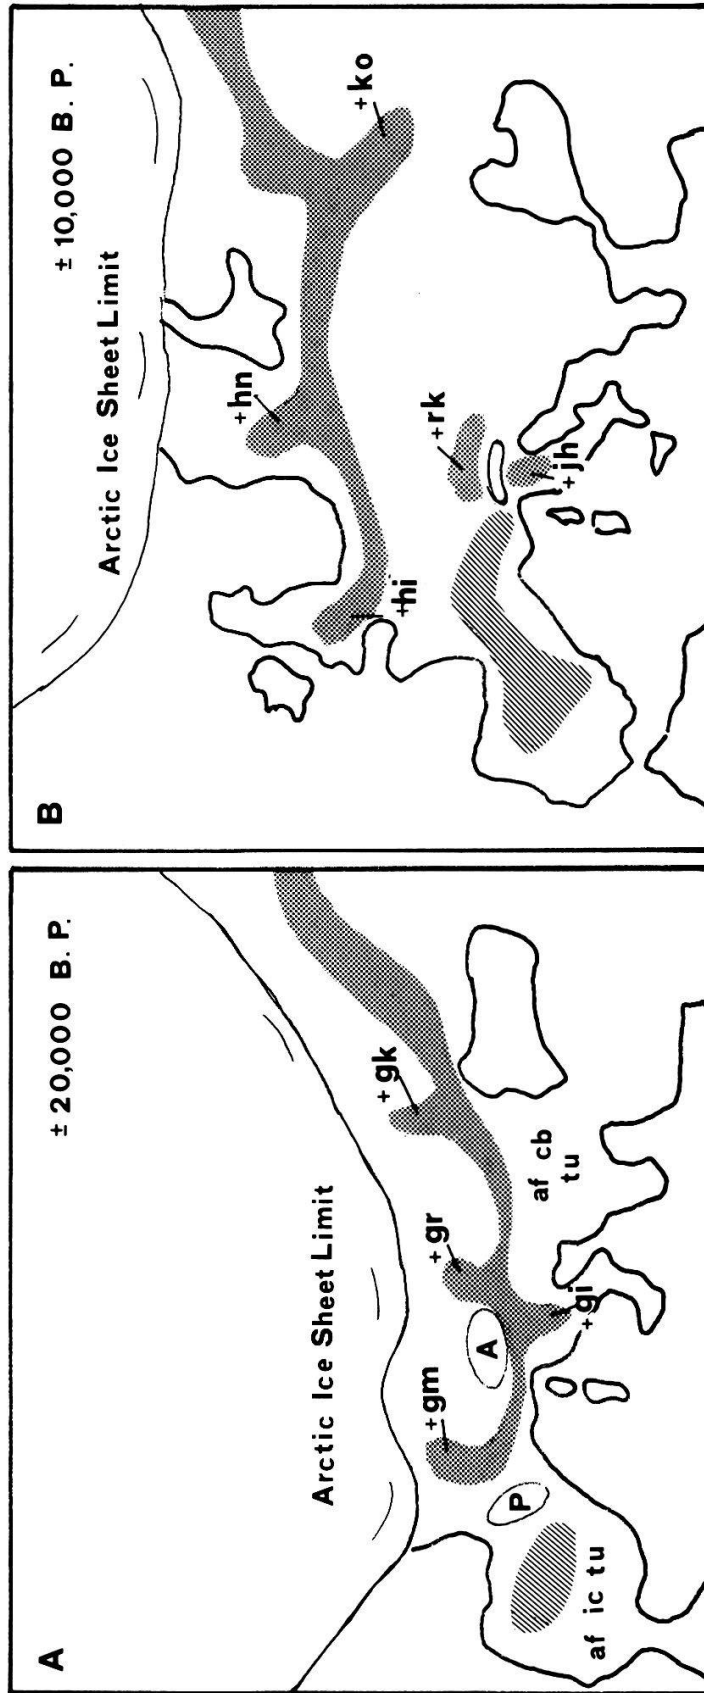 A
± 20,000 B. P.
Arctic Ice Sheet Limit
+ gk
+ gr
+ gm
A
P
+ gi
af cb
tu
af ic tu
B
± 10,000 B. P.
Arctic Ice Sheet Limit
+ hn
+ ko
+ hi
+ rk
+ jh